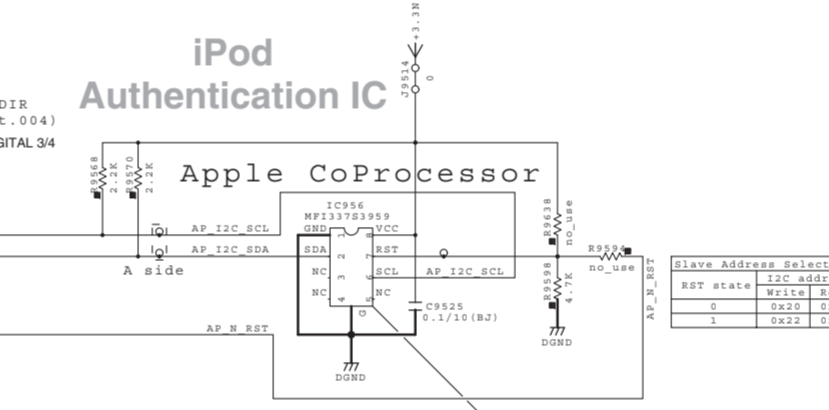 iPod
Authentication IC
+3.3N
J9514
0
DIR
t.004)
GITAL 3/4
R9568
2.2K
R9570
2.2K
Apple CoProcessor
IC956
MFI337S3959
GND 1 8 VCC
SDA 2 7 RST
NC 3 6 SCL
NC 4 5 NC
G
AP_I2C_SCL
AP_I2C_SDA
A side
AP_I2C_SCL
AP_N_RST
C9525
0.1/10(BJ)
DGND
R9638
no_use
R9594
no_use
R9598
4.7K
DGND
AP_N_RST
Slave Address Select
RST state I2C addr
Write R
0 0x20 0
1 0x22 0